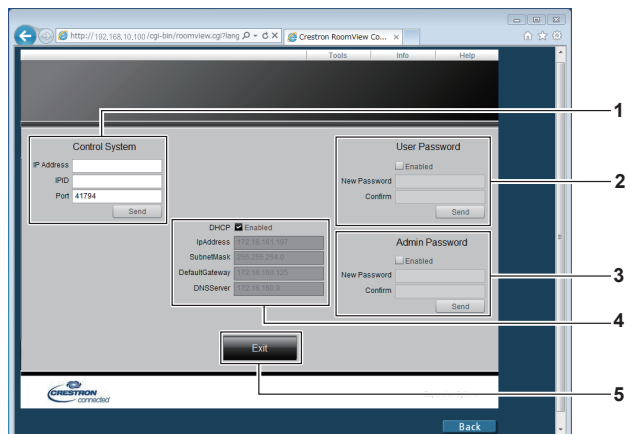 http://192.168.10.100/cgi-bin/roomview.cgi?lang
Crestron RoomView Co...
Tools Info Help
1
Control System
IP Address
IPID
Port 41794
Send
User Password
Enabled
New Password
Confirm
Send
2
DHCP Enabled
IpAddress 172.16.161.197
SubnetMask 255.255.254.0
DefaultGateway 172.16.160.125
DNSServer 172.16.160.9
Admin Password
Enabled
New Password
Confirm
Send
3
4
Exit
5
CRESTRON
connected
Back